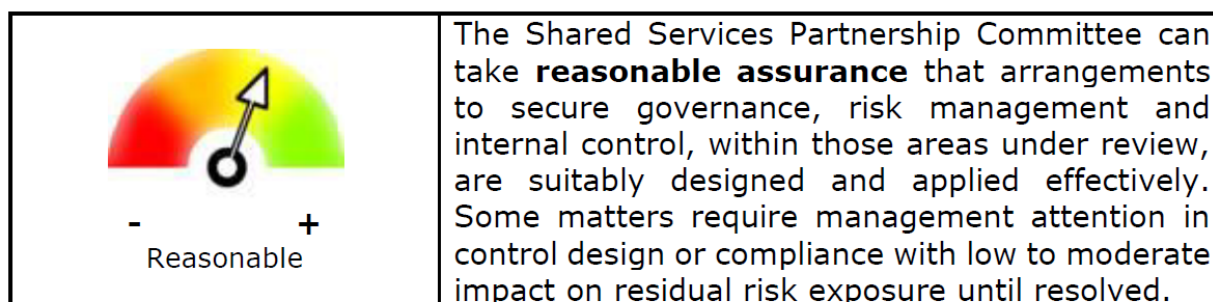 - +
Reasonable
The Shared Services Partnership Committee can
take reasonable assurance that arrangements
to secure governance, risk management and
internal control, within those areas under review,
are suitably designed and applied effectively.
Some matters require management attention in
control design or compliance with low to moderate
impact on residual risk exposure until resolved.